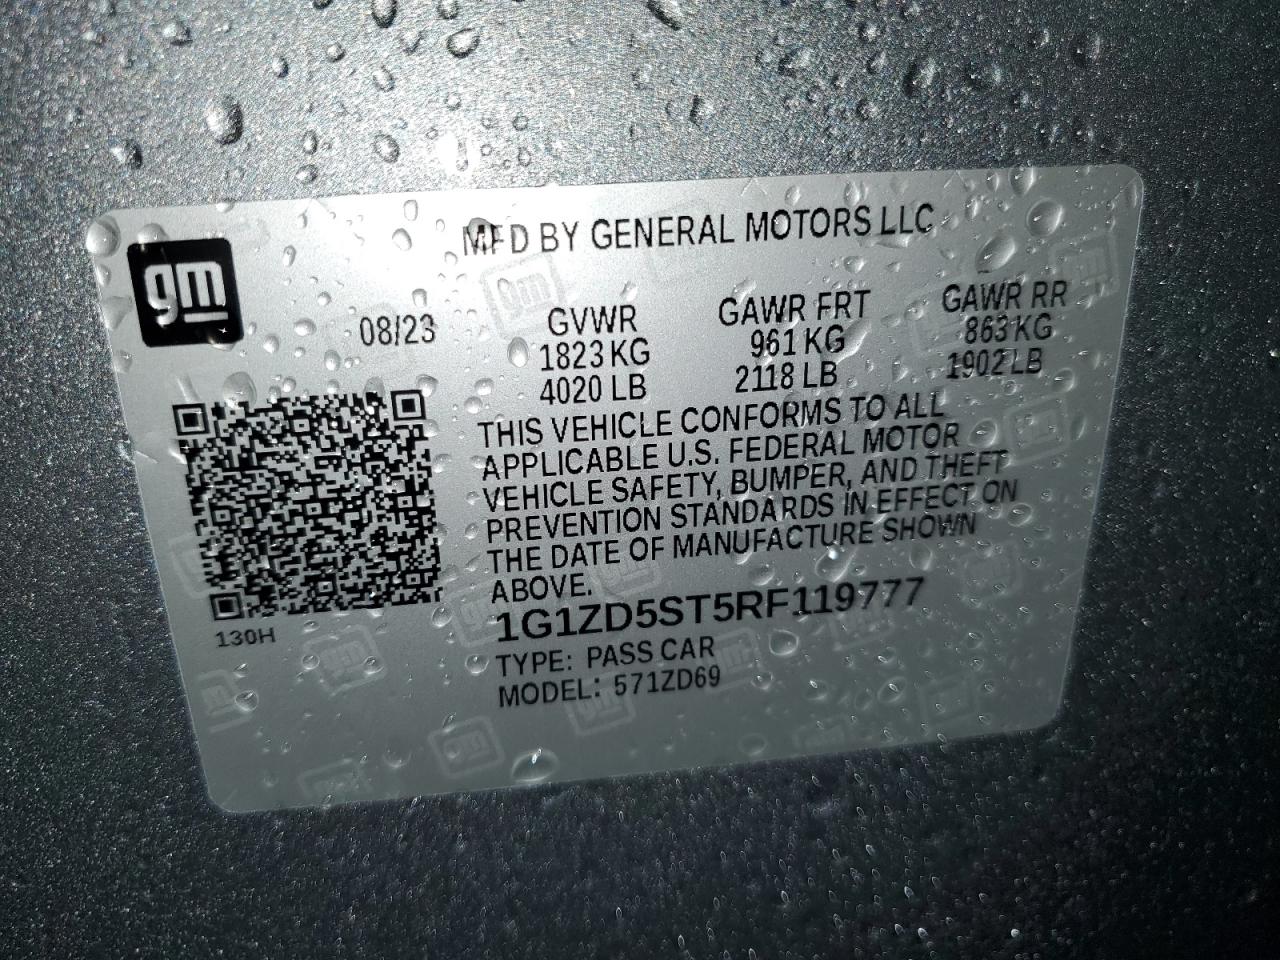 gm
MFD BY GENERAL MOTORS LLC
08/23
GVWR
1823 KG
4020 LB
GAWR FRT
961 KG
2118 LB
GAWR RR
863 KG
1902 LB
THIS VEHICLE CONFORMS TO ALL
APPLICABLE U.S. FEDERAL MOTOR
VEHICLE SAFETY, BUMPER, AND THEFT
PREVENTION STANDARDS IN EFFECT ON
THE DATE OF MANUFACTURE SHOWN
ABOVE.
1G1ZD5ST5RF119777
TYPE: PASS CAR
MODEL: 571ZD69
130H